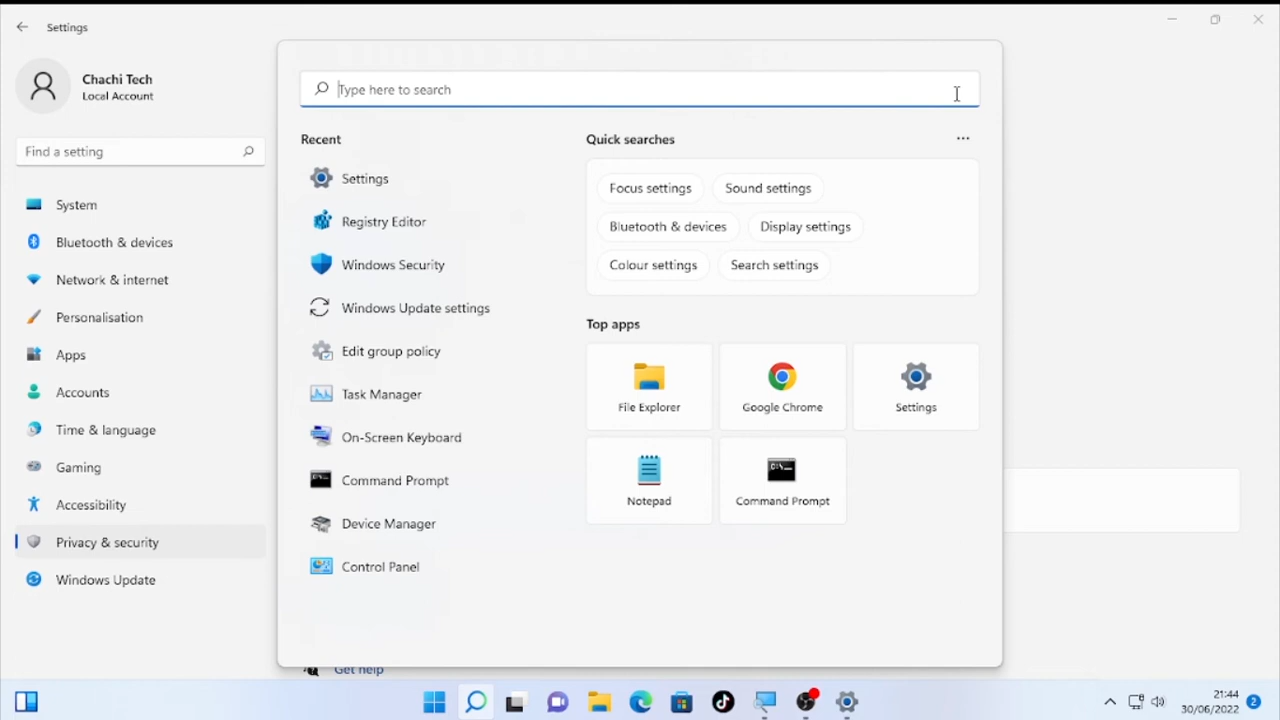 Settings
Chachi Tech
Local Account
Find a setting
System
Bluetooth & devices
Network & internet
Personalisation
Apps
Accounts
Time & language
Gaming
Accessibility
Privacy & security
Windows Update
Type here to search
Recent
Settings
Registry Editor
Windows Security
Windows Update settings
Edit group policy
Task Manager
On-Screen Keyboard
Command Prompt
Device Manager
Control Panel
Quick searches
Focus settings
Sound settings
Bluetooth & devices
Display settings
Colour settings
Search settings
Top apps
File Explorer
Google Chrome
Settings
Notepad
Command Prompt
Get help
21:44
30/06/2022
2